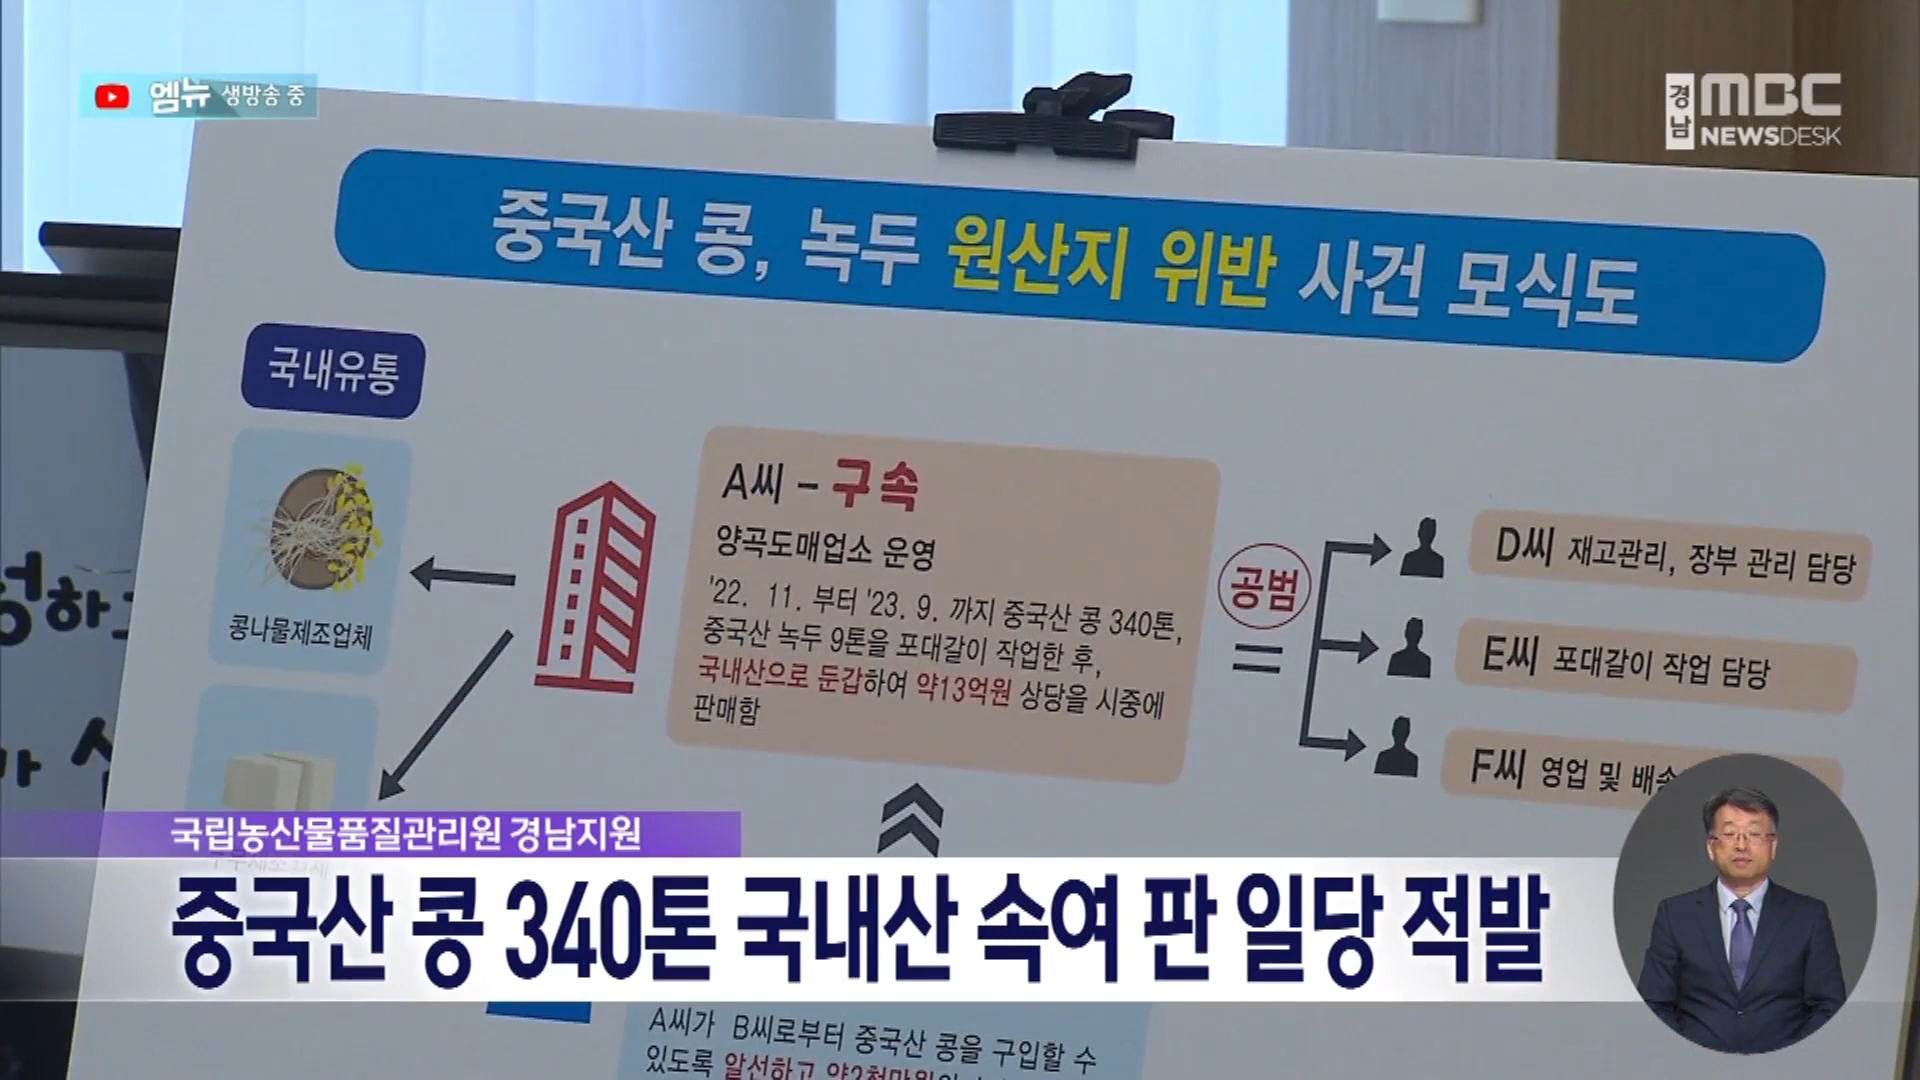 엠뉴 생방송 중
경남
MBC
NEWSDESK
중국산 콩, 녹두 원산지 위반 사건 모식도
국내유통
콩나물제조업체
A씨 – 구속
양곡도매업소 운영
'22. 11. 부터 '23. 9. 까지 중국산 콩 340톤,
중국산 녹두 9톤을 포대갈이 작업한 후,
국내산으로 둔갑하여 약13억원 상당을 시중에
판매함
공범
=
D씨 재고관리, 장부 관리 담당
E씨 포대갈이 작업 담당
F씨 영업 및 배송
국립농산물품질관리원 경남지원
중국산 콩 340톤 국내산 속여 판 일당 적발
A씨가 B씨로부터 중국산 콩을 구입할 수
있도록 알선하고 약2천만원